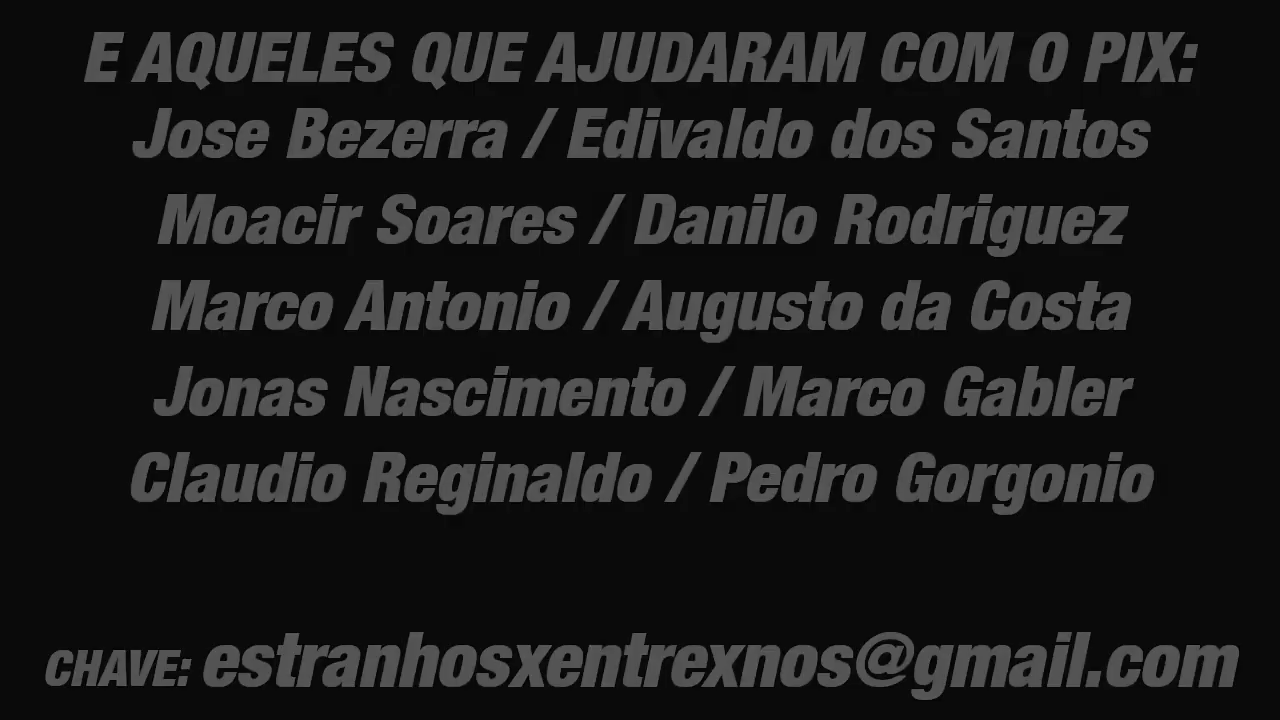 E AQUELES QUE AJUDARAM COM O PIX:
Jose Bezerra / Edivaldo dos Santos
Moacir Soares / Danilo Rodriguez
Marco Antonio / Augusto da Costa
Jonas Nascimento / Marco Gabler
Claudio Reginaldo / Pedro Gorgonio
CHAVE: estranhosxentrexnos@gmail.com